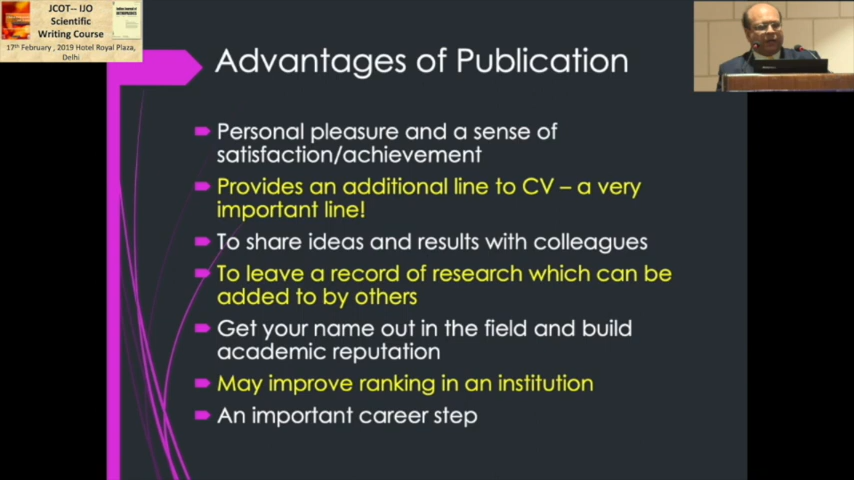 JCOT-- IJO
Scientific
Writing Course
17th February , 2019 Hotel Royal Plaza,
Delhi
Advantages of Publication
Personal pleasure and a sense of
satisfaction/achievement
Provides an additional line to CV – a very
important line!
To share ideas and results with colleagues
To leave a record of research which can be
added to by others
Get your name out in the field and build
academic reputation
May improve ranking in an institution
An important career step